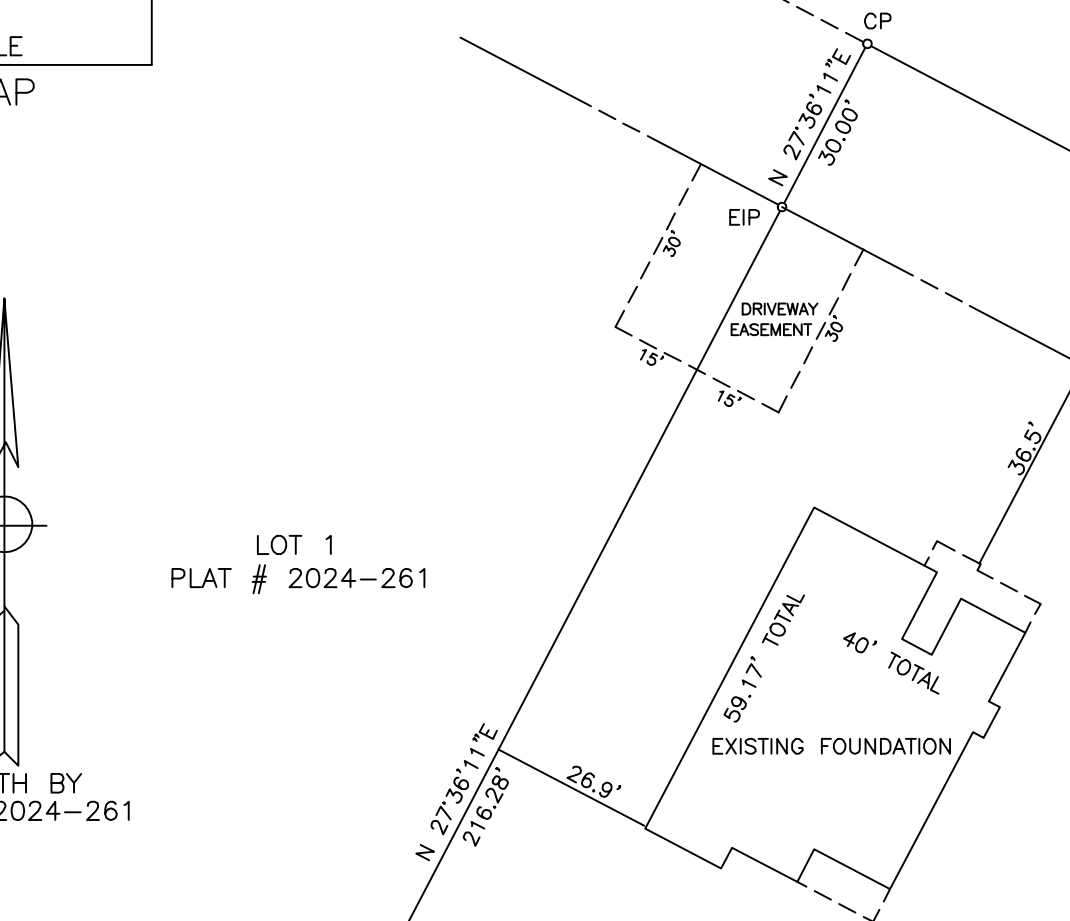 LE
AP
CP
N 27°36'11"E
30.00'
EIP
30'
DRIVEWAY
EASEMENT
30'
15'
15'
36.5'
LOT 1
PLAT # 2024-261
59.17' TOTAL
40' TOTAL
EXISTING FOUNDATION
26.9'
N 27°36'11"E
216.28'
TH BY
2024-261